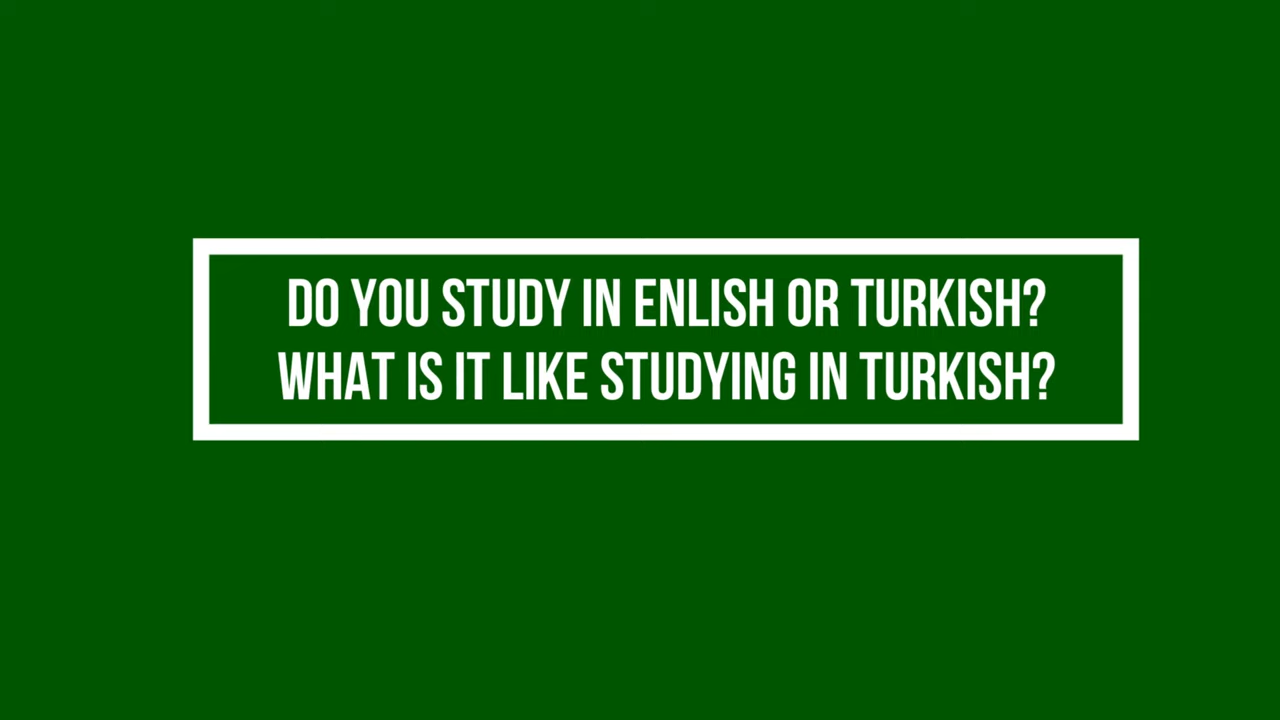 DO YOU STUDY IN ENLISH OR TURKISH?
WHAT IS IT LIKE STUDYING IN TURKISH?